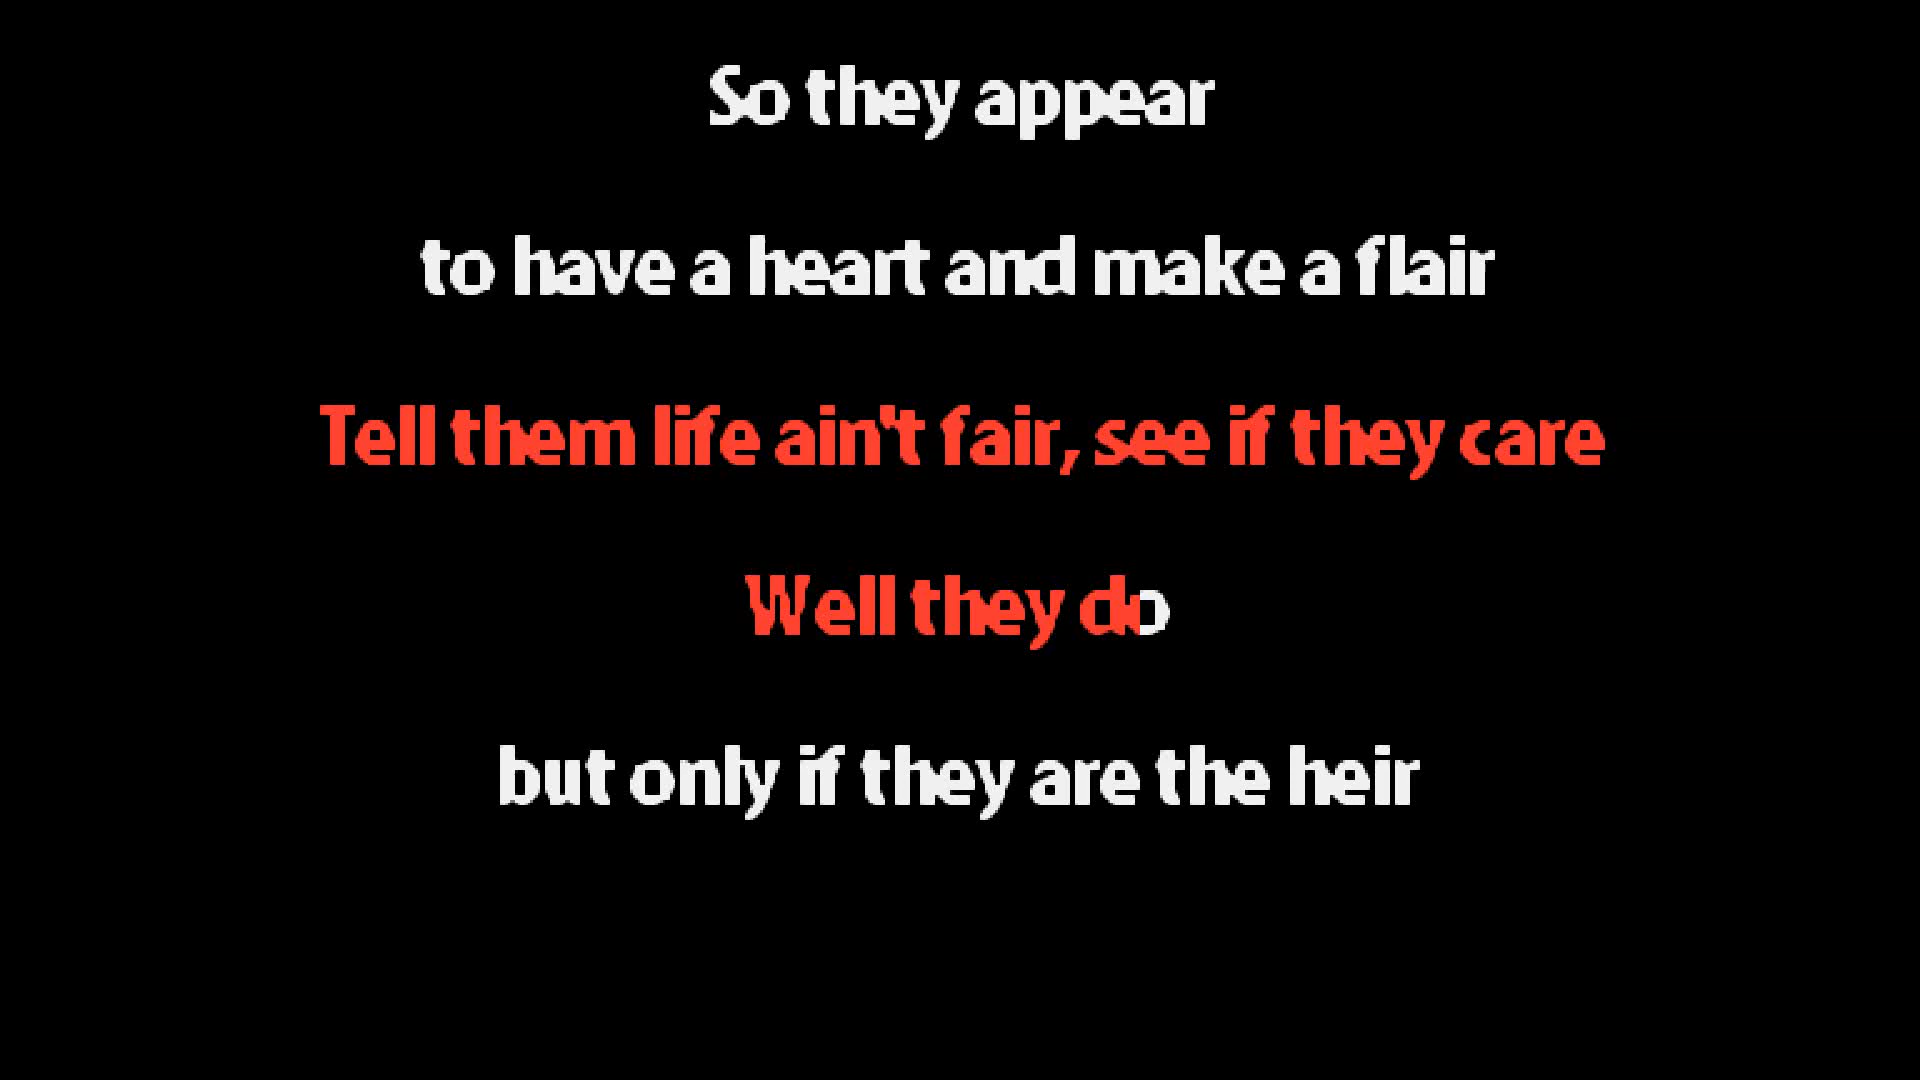 So they appear
to have a heart and make a flair
Tell them life ain't fair, see if they care
Well they do
but only if they are the heir